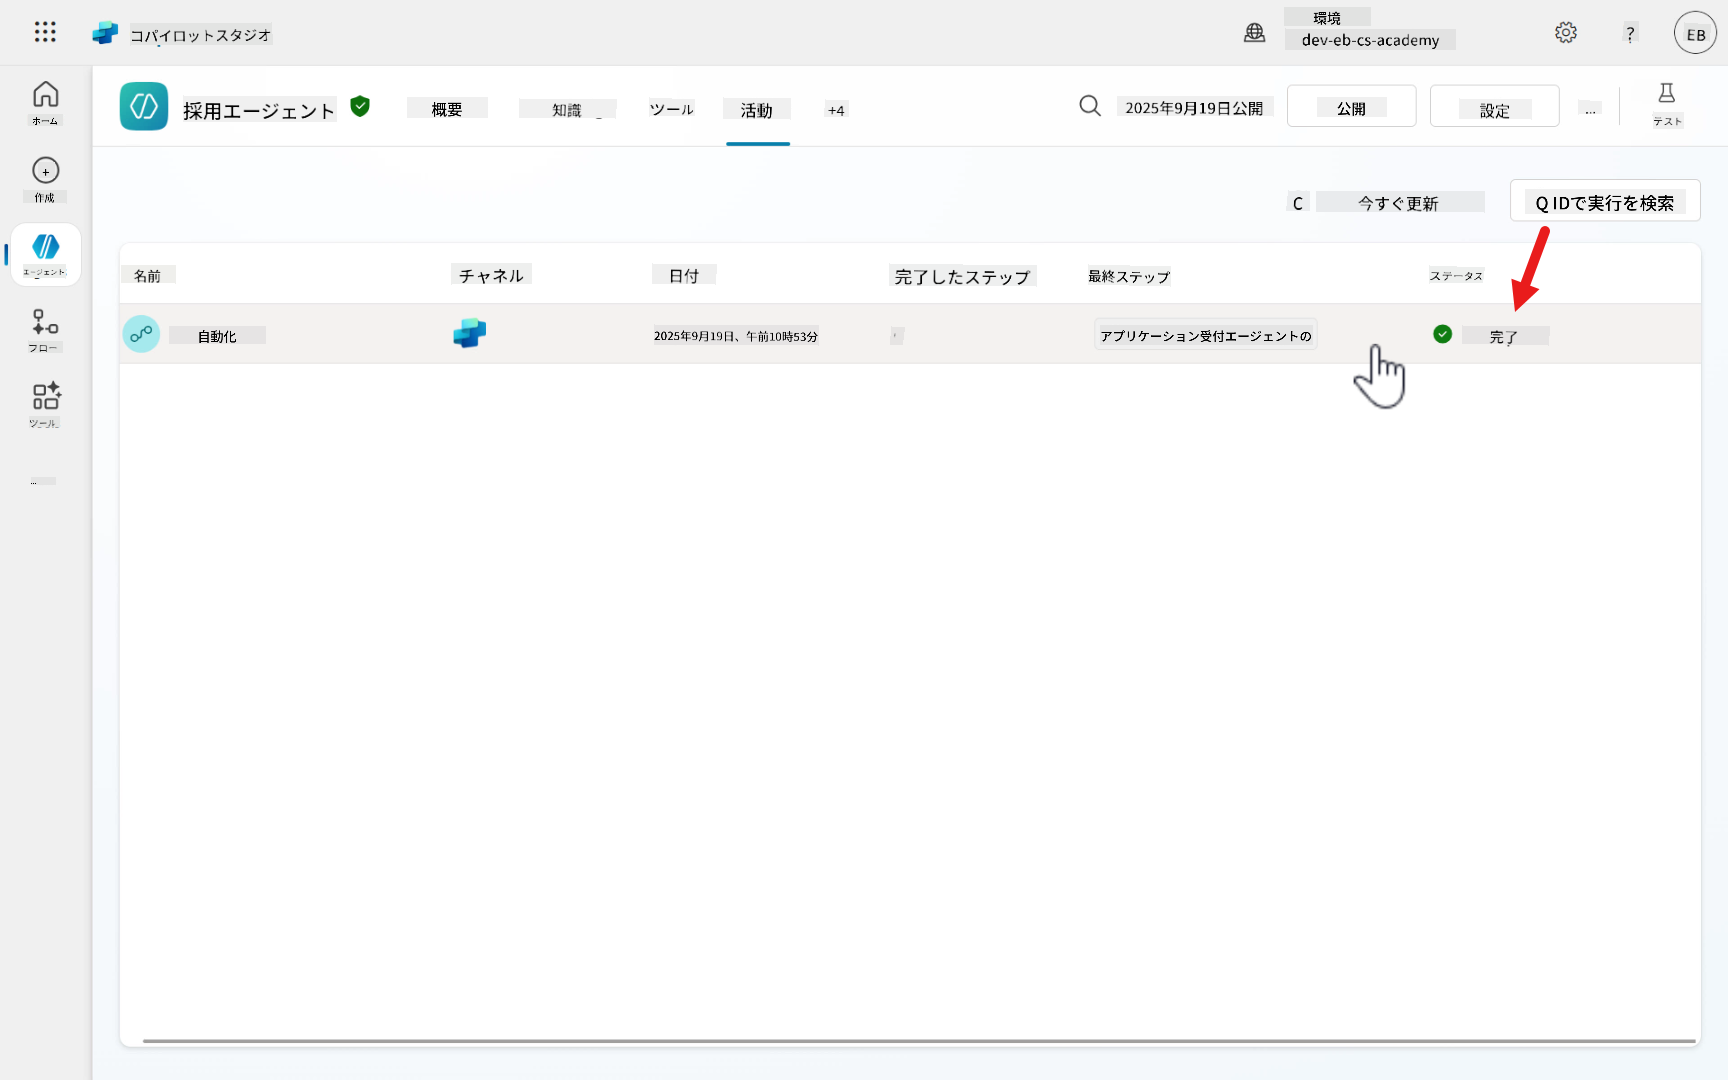 コパイロットスタジオ
環境
dev-eb-cs-academy
?
EB
ホーム
作成
エージェント
フロー
ツール
...
採用エージェント
概要
知識
ツール
活動
+4
2025年9月19日公開
公開
設定
...
テスト
C 今すぐ更新
Q IDで実行を検索
名前
チャネル
日付
完了したステップ
最終ステップ
ステータス
自動化
2025年9月19日、午前10時53分
アプリケーション受付エージェントの
完了